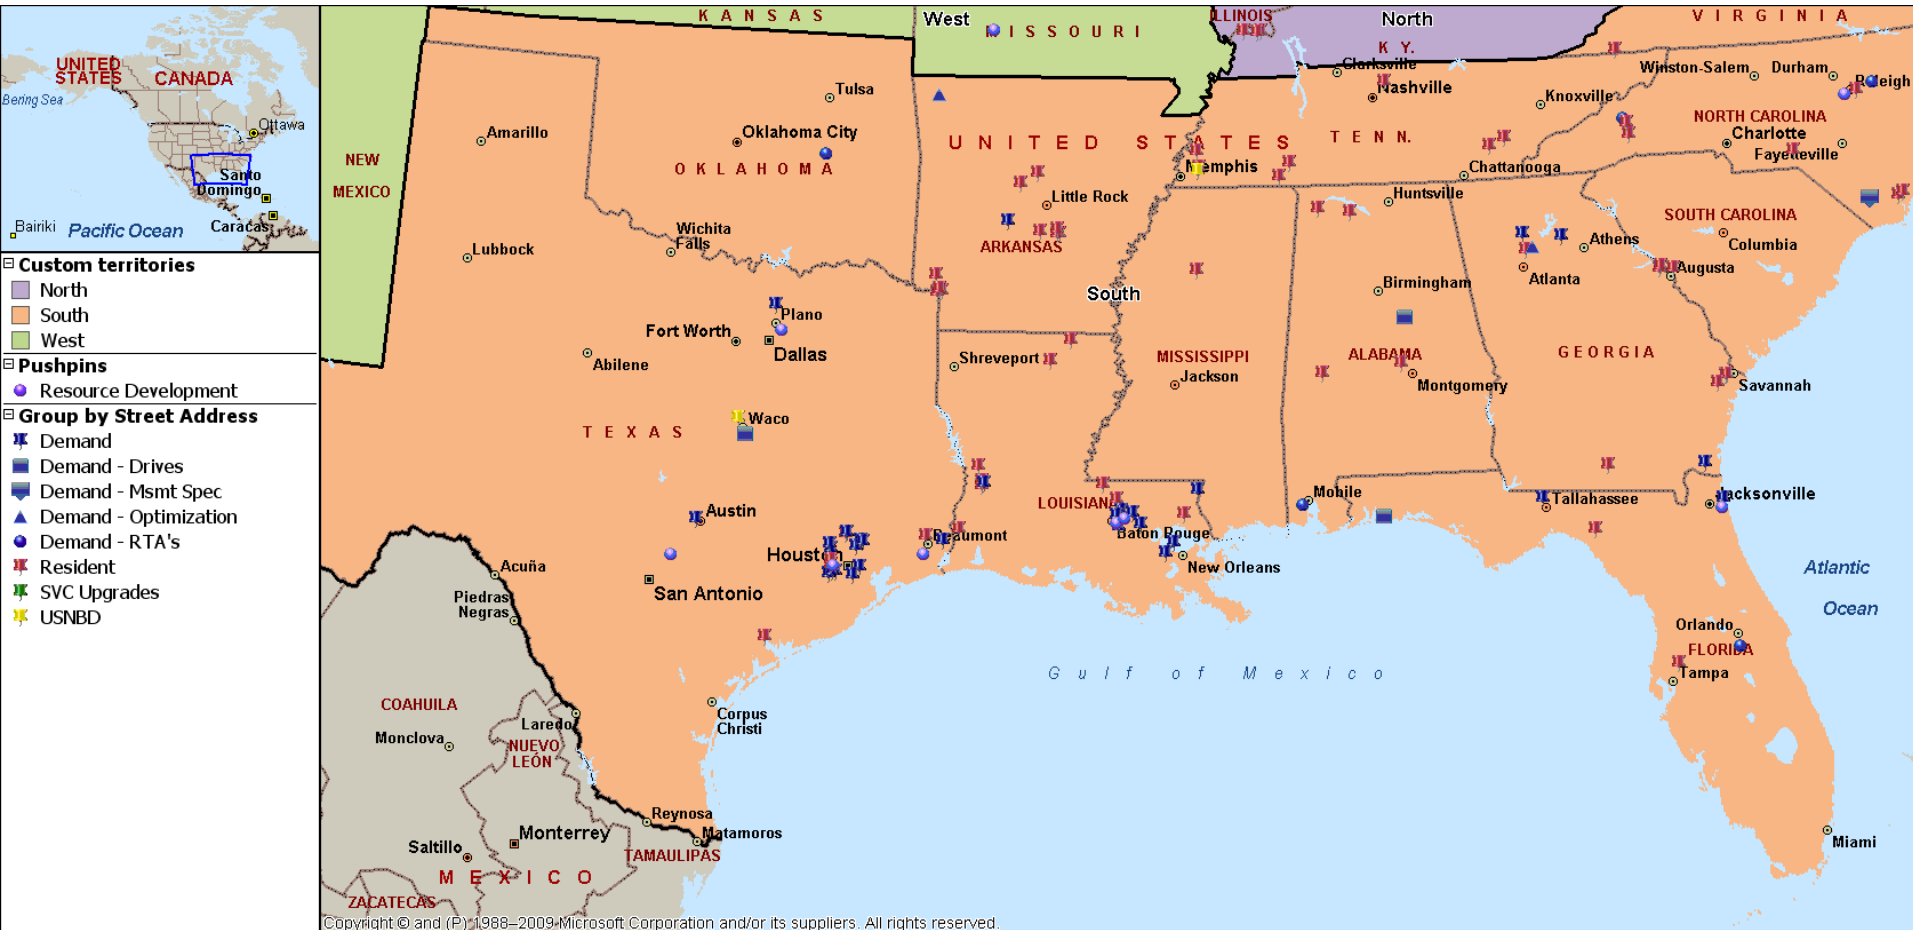 UNITED
STATES
CANADA
Bering Sea
Ottawa
Santo
Domingo
Bairiki
Pacific Ocean
Caracas
Custom territories
North
South
West
Pushpins
Resource Development
Group by Street Address
Demand
Demand - Drives
Demand - Msmt Spec
Demand - Optimization
Demand - RTA's
Resident
SVC Upgrades
USNBD
KANSAS
West
MISSOURI
ILLINOIS
North
KY.
VIRGINIA
Clarksville
Winston-Salem
Durham
Raleigh
Tulsa
Nashville
Knoxville
NORTH CAROLINA
Amarillo
Oklahoma City
UNITED STATES
TENN.
Charlotte
Fayetteville
NEW
MEXICO
OKLAHOMA
Memphis
Chattanooga
Little Rock
Huntsville
SOUTH CAROLINA
Wichita
Falls
Lubbock
ARKANSAS
Athens
Columbia
Augusta
Atlanta
Birmingham
South
Plano
Fort Worth
Dallas
Abilene
Shreveport
MISSISSIPPI
Jackson
ALABAMA
Montgomery
GEORGIA
Savannah
Waco
TEXAS
LOUISIANA
Mobile
Tallahassee
Jacksonville
Austin
Beaumont
Baton Rouge
Houston
New Orleans
Acuña
San Antonio
Piedras
Negras
Atlantic
Ocean
Orlando
FLORIDA
Tampa
Gulf of Mexico
COAHUILA
Laredo
Corpus
Christi
Monclova
NUEVO
LEÓN
Reynosa
Matamoros
Monterrey
Saltillo
TAMAULIPAS
Miami
MEXICO
ZACATECAS
Copyright © and (P) 1988–2009 Microsoft Corporation and/or its suppliers. All rights reserved.